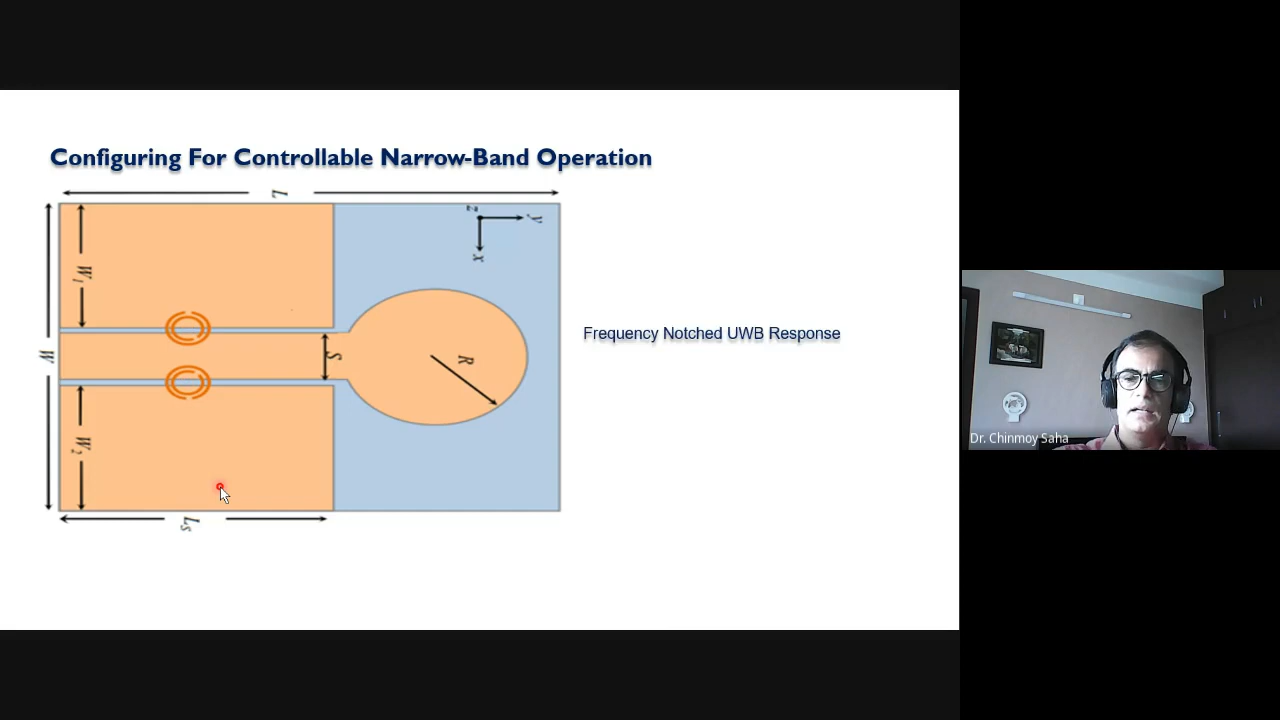 Configuring For Controllable Narrow-Band Operation
L
z
y
x
W1
W
S
R
Frequency Notched UWB Response
W2
LS
Dr. Chinmoy Saha